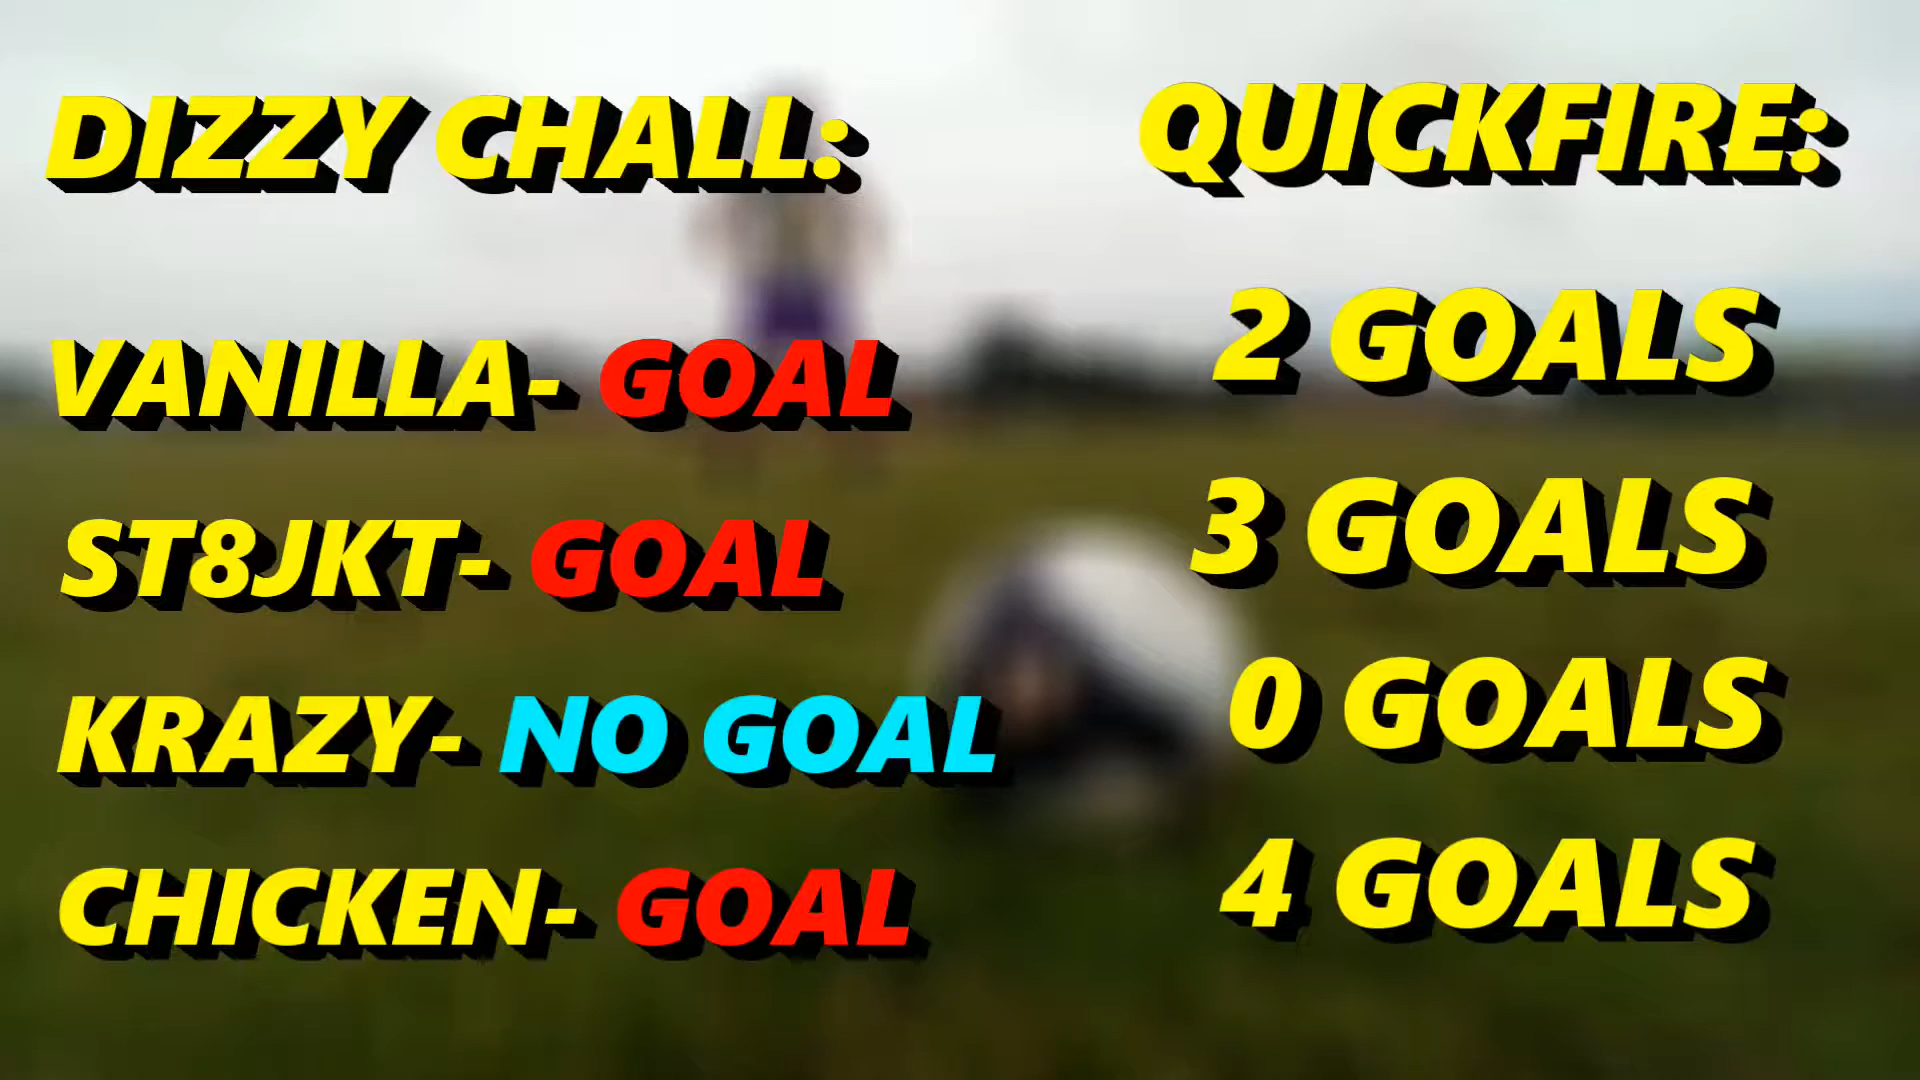 DIZZY CHALL:
VANILLA- GOAL
ST8JKT- GOAL
KRAZY- NO GOAL
CHICKEN- GOAL
QUICKFIRE:
2 GOALS
3 GOALS
0 GOALS
4 GOALS